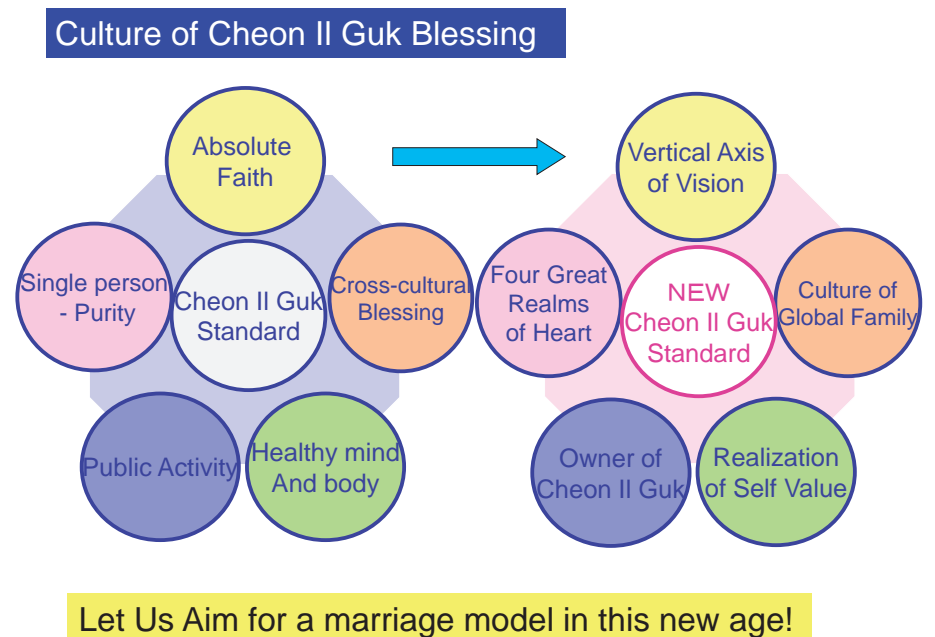 Culture of Cheon Il Guk Blessing
Absolute
Faith
Single person
- Purity
Cheon Il Guk
Standard
Cross-cultural
Blessing
Public Activity
Healthy mind
And body
Vertical Axis
of Vision
Four Great
Realms
of Heart
NEW
Cheon Il Guk
Standard
Culture of
Global Family
Owner of
Cheon Il Guk
Realization
of Self Value
Let Us Aim for a marriage model in this new age!